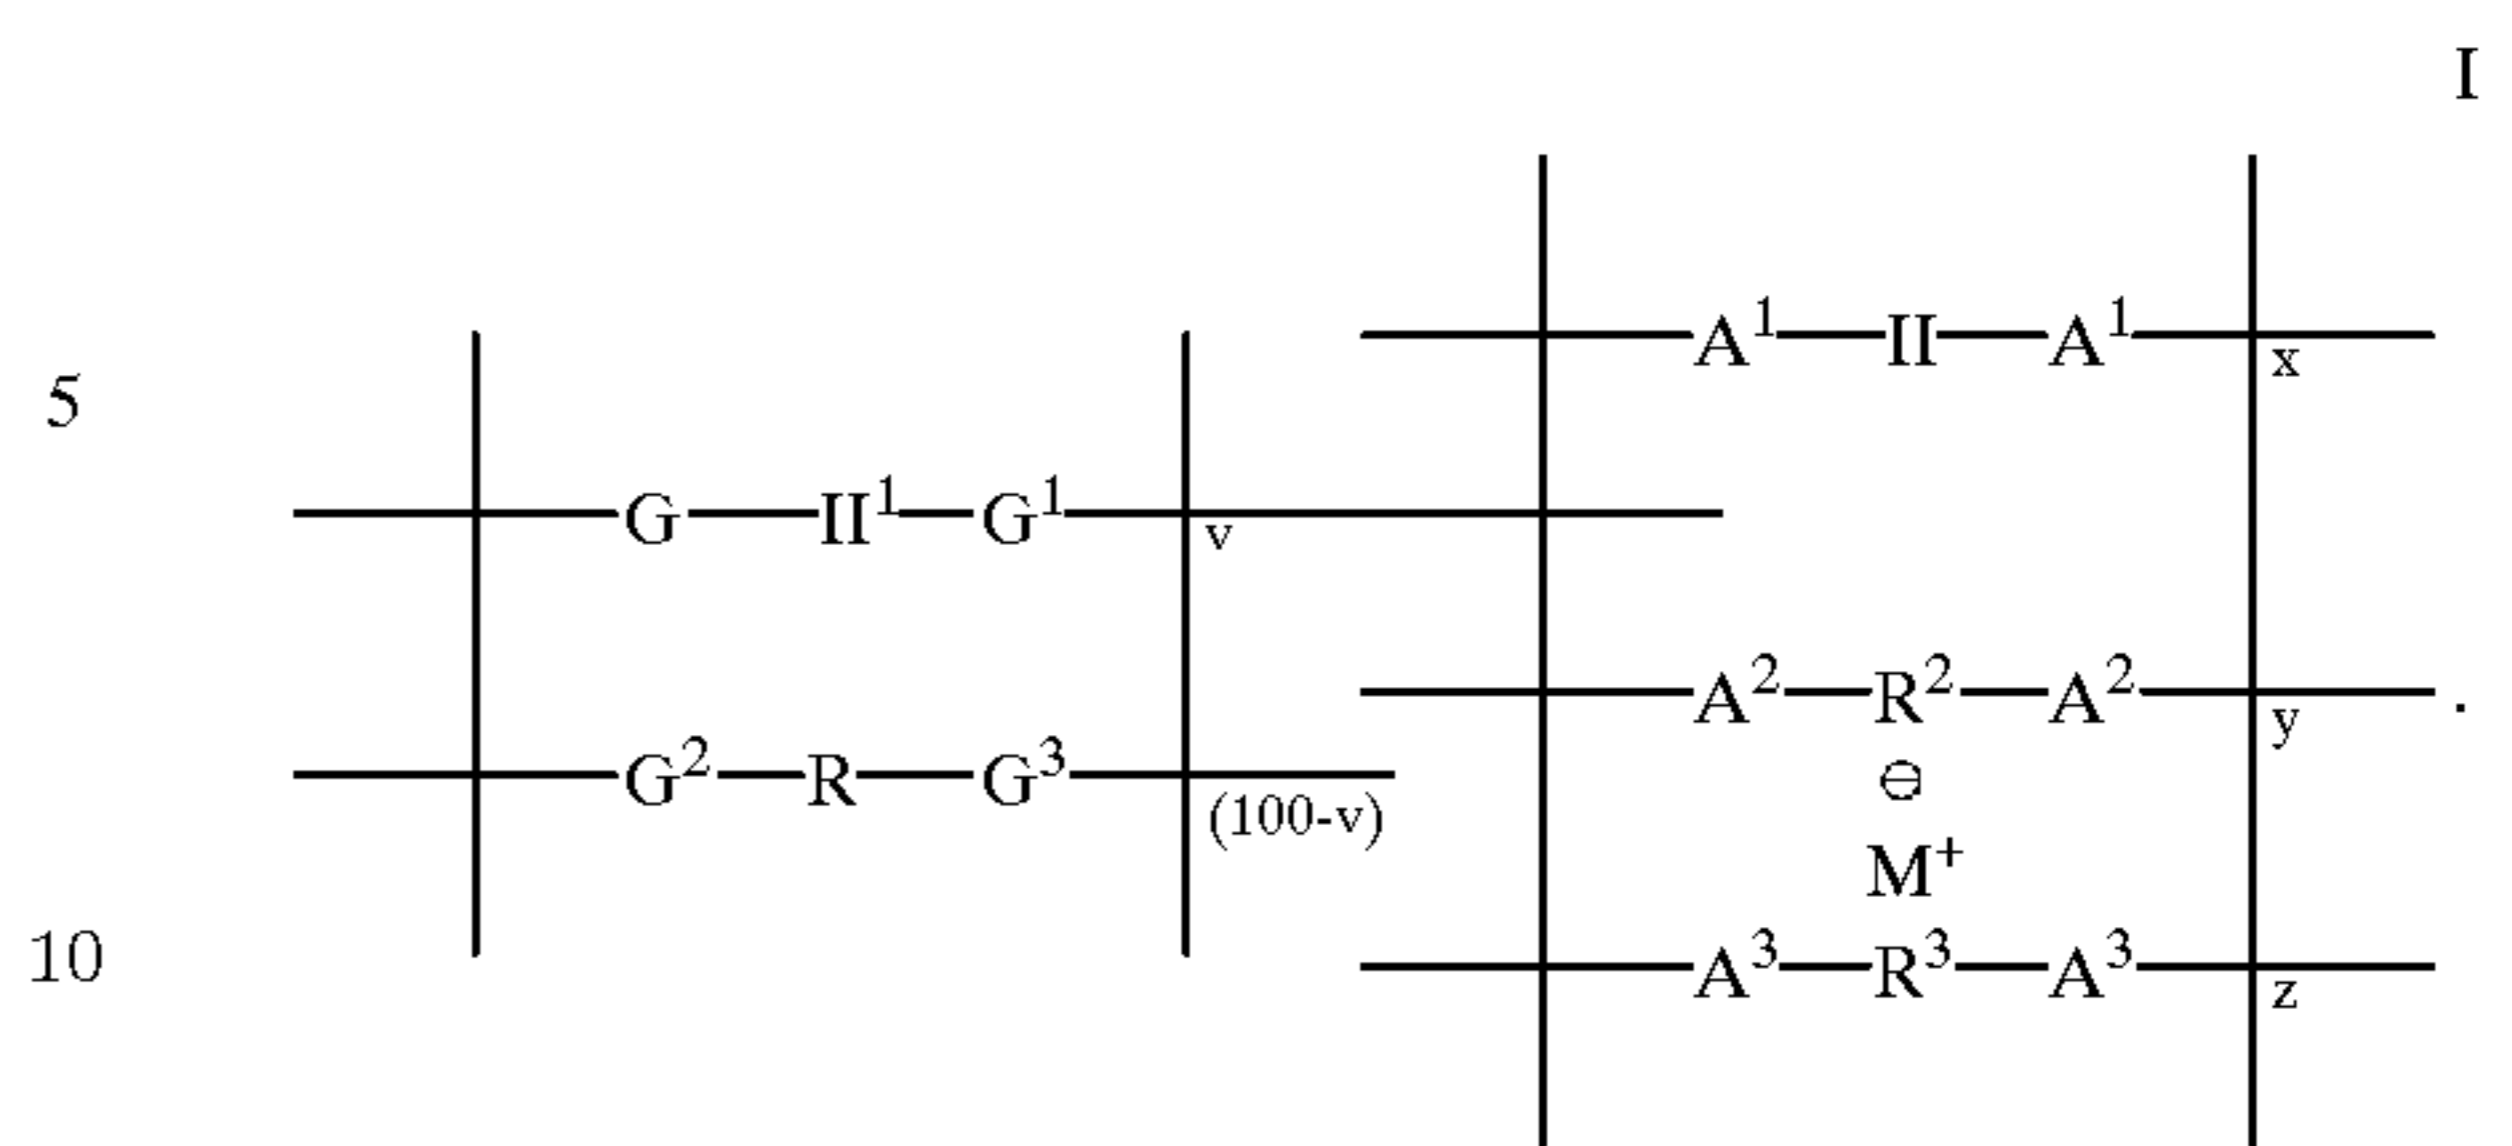 I
A¹—II—A¹ x
5
G—II¹—G¹ v
A²—R²—A² y .
G²—R—G³ (100-v)
⊖
M⁺
10
A³—R³—A³ z